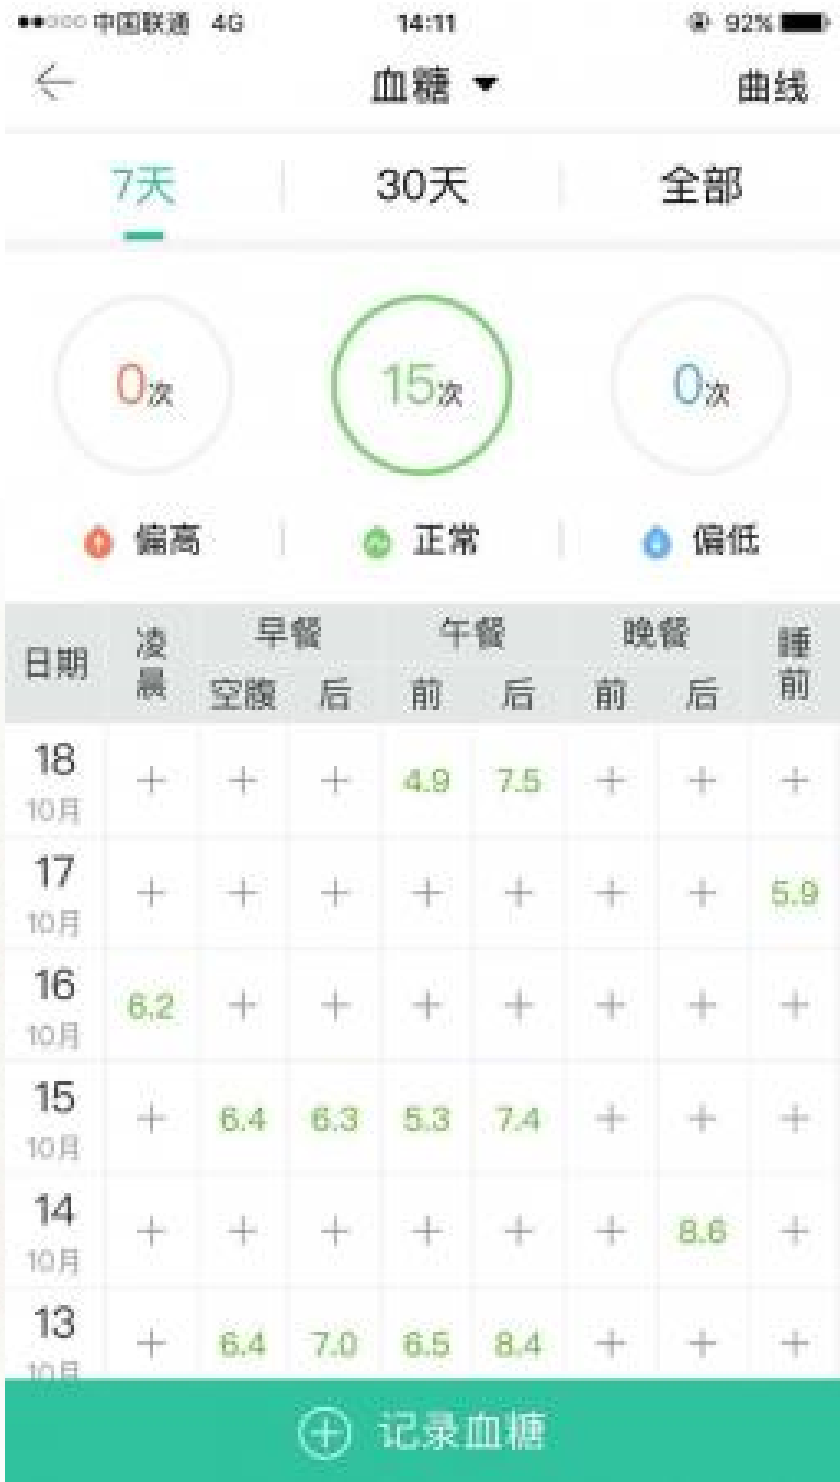 中国联通 4G 14:11 92%
血糖 曲线
7天 30天 全部
0次 15次 0次
偏高 正常 偏低
日期 凌晨 早餐 午餐 晚餐 睡前
空腹 后 前 后 前 后
18 + + + 4.9 7.5 + + +
10月
17 + + + + + + + 5.9
10月
16 6.2 + + + + + + +
10月
15 + 6.4 6.3 5.3 7.4 + + +
10月
14 + + + + + + 8.6 +
10月
13 + 6.4 7.0 6.5 8.4 + + +
10月
记录血糖